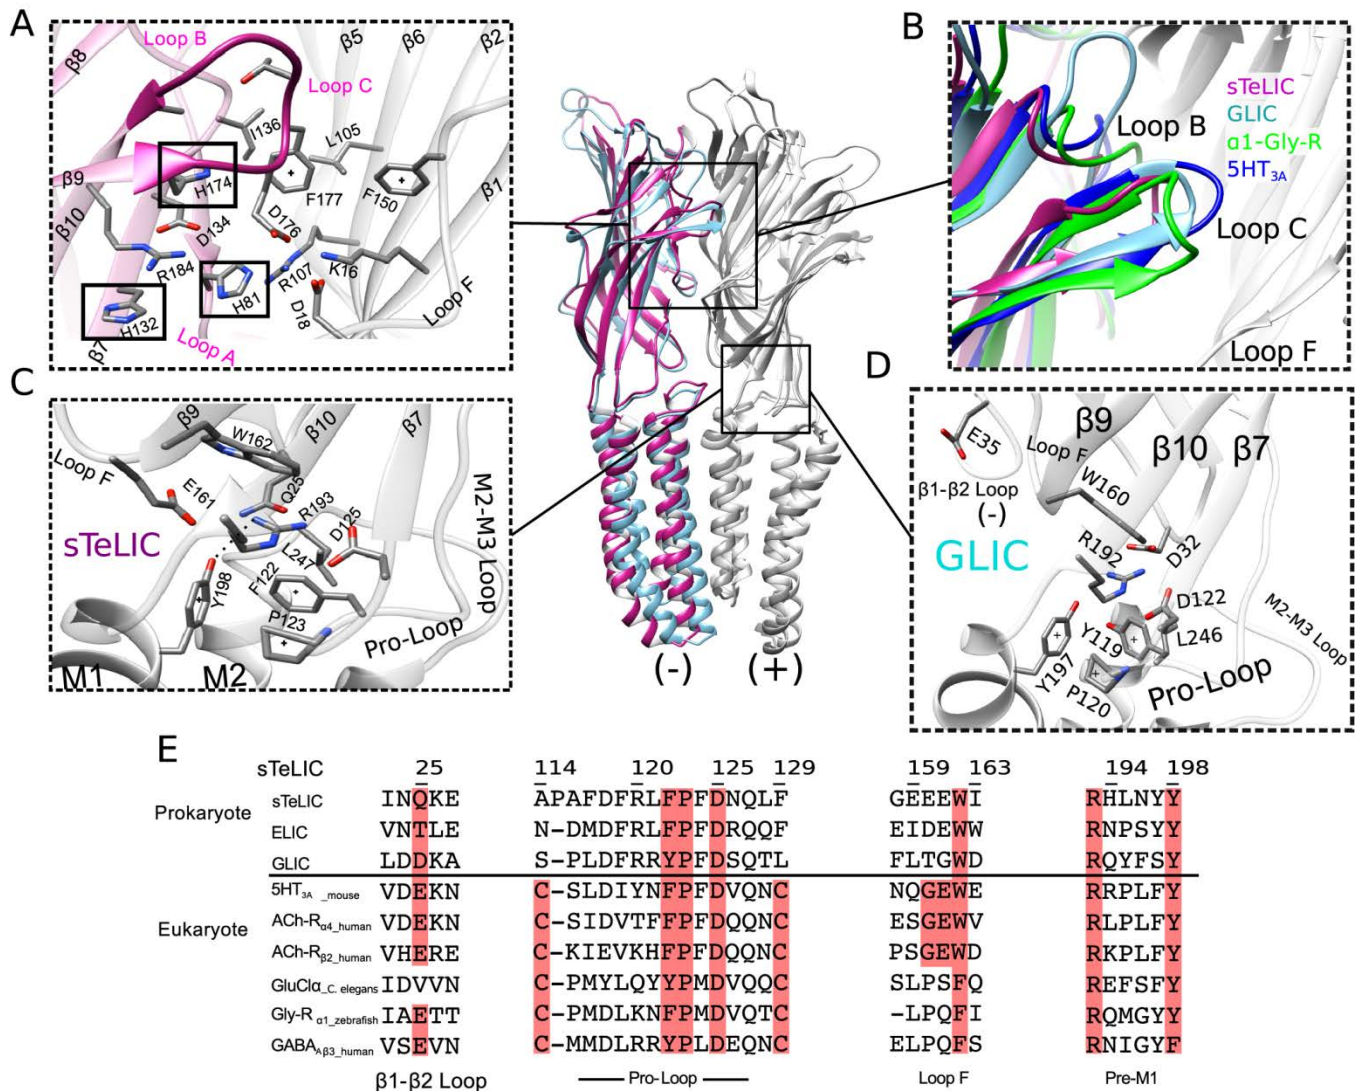 A
Loop B
β8
β5
β6
β2
Loop C
I136
L105
β9
H174
F177
F150
β1
β10
D134
D176
R184
R107
K16
H81
D18
Loop F
H132
β7
Loop A
B
sTeLIC
GLIC
α1-Gly-R
5HT3A
Loop B
Loop C
Loop F
C
β9
β10
β7
W162
Loop F
Q25
E161
R193
D125
sTeLIC
L241
M2-M3 Loop
Y198
F122
P123
Pro-Loop
M1
M2
(-)
(+)
D
E35
β9
Loop F
β10
β7
β1-β2 Loop
(-)
W160
GLIC
R192
D32
D122
Y119
L246
M2-M3 Loop
Y197
P120
Pro-Loop
E
sTeLIC 25 114 120 125 129 159 163 194 198
Prokaryote
sTeLIC INQKE APAFDFRLFPFDNQLF GEEEWI RHLNYY
ELIC VNTLE N-DMDFRLFPFDRQQF EIDEWW RNPSYY
GLIC LDDKA S-PLDFRRYPFDSQTL FLTGWD RQYFSY
Eukaryote
5HT3A _mouse VDEKN C-SLDIYNFPFDVQNC NQGEWE RRPLFY
ACh-Rα4_human VDEKN C-SIDVTFFPFDQQNC ESGEWV RLPLFY
ACh-Rβ2_human VHERE C-KIEVKHFPFDQQNC PSGEWD RKPLFY
GluClα_C. elegans IDVVN C-PMYLQYYPMDVQQC SLPSFQ REFSFY
Gly-R α1_zebrafish IAETT C-PMDLKNFPMDVQTC -LPQFI RQMGYY
GABAAβ3_human VSEVN C-MMDLRRYPLDEQNC ELPQFS RNIGYF
β1-β2 Loop Pro-Loop Loop F Pre-M1